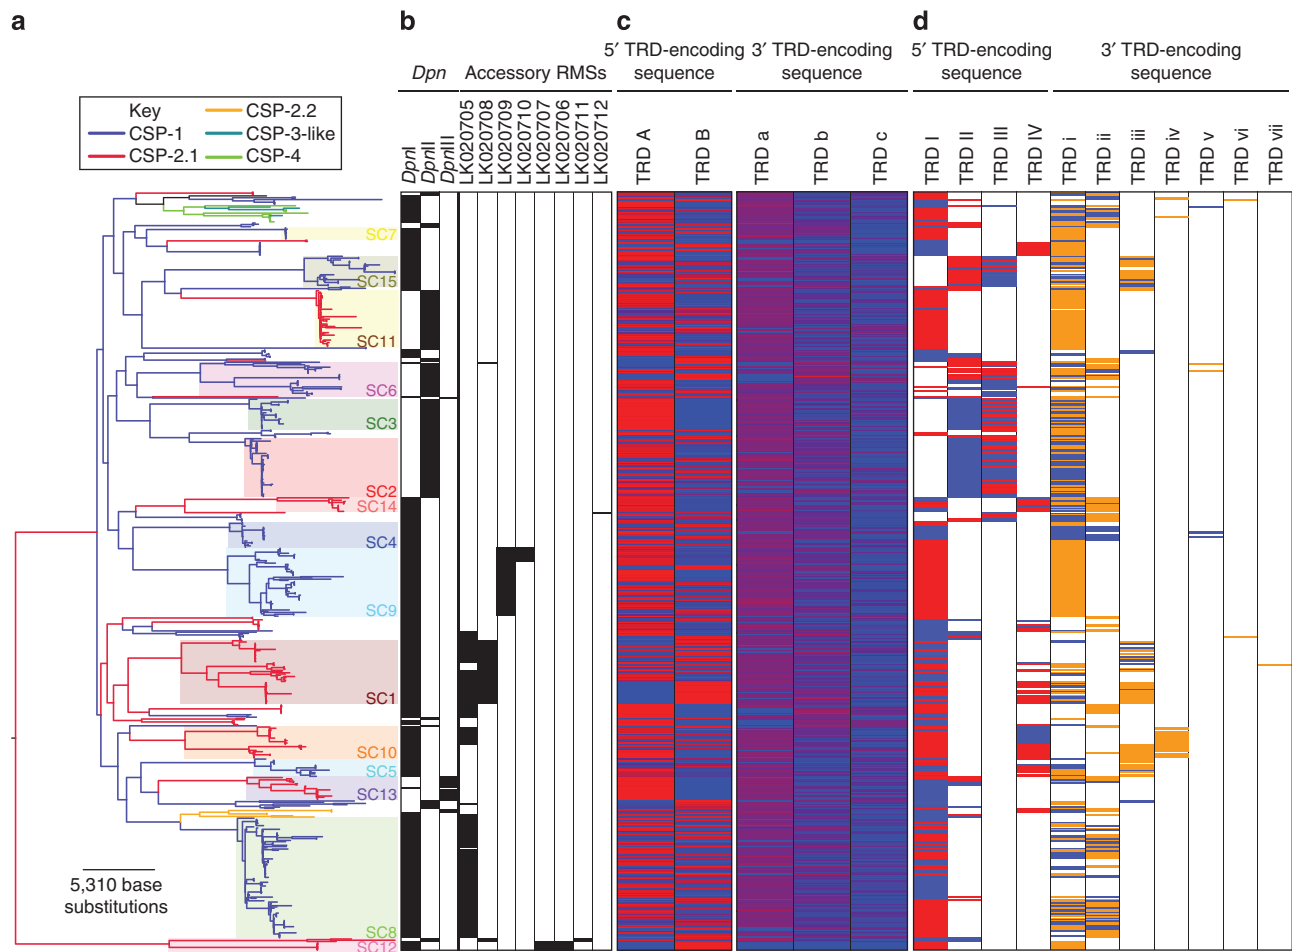 a
b
c
d
5′ TRD-encoding sequence
3′ TRD-encoding sequence
5′ TRD-encoding sequence
3′ TRD-encoding sequence
Dpn
Accessory RMSs
Key
CSP-1
CSP-2.1
CSP-2.2
CSP-3-like
CSP-4
DpnI
DpnII
DpnIII
LK020705
LK020708
LK020709
LK020710
LK020707
LK020706
LK020711
LK020712
TRD A
TRD B
TRD a
TRD b
TRD c
TRD I
TRD II
TRD III
TRD IV
TRD i
TRD ii
TRD iii
TRD iv
TRD v
TRD vi
TRD vii
SC7
SC15
SC11
SC6
SC3
SC2
SC14
SC4
SC9
SC1
SC10
SC5
SC13
SC8
SC12
5,310 base
substitutions